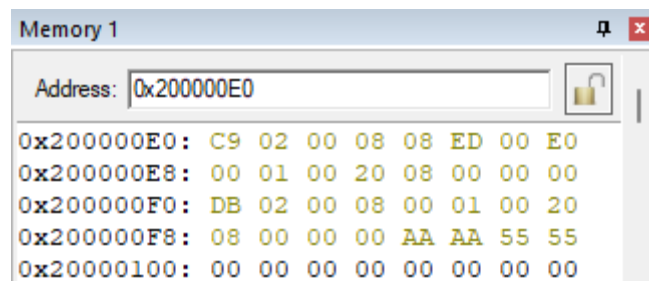 Memory 1
Address: 0x200000E0
0x200000E0: C9 02 00 08 08 ED 00 E0
0x200000E8: 00 01 00 20 08 00 00 00
0x200000F0: DB 02 00 08 00 01 00 20
0x200000F8: 08 00 00 00 AA AA 55 55
0x20000100: 00 00 00 00 00 00 00 00